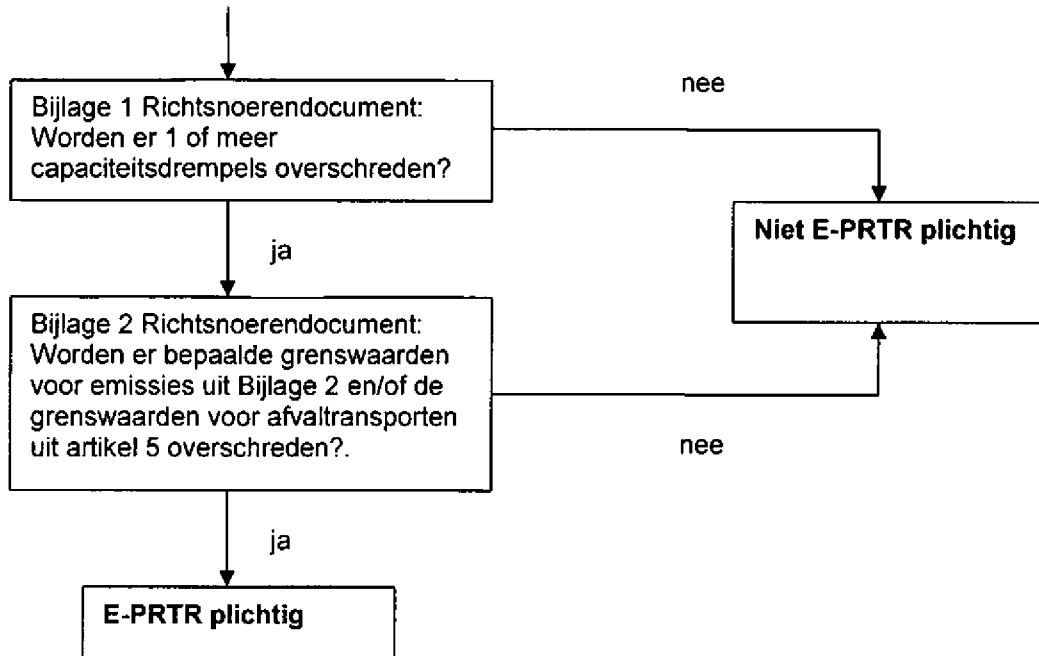 nee
Bijlage 1 Richtsnoerendocument:
Worden er 1 of meer
capaciteitsdrempels overschreden?
Niet E-PRTR plichtig
ja
Bijlage 2 Richtsnoerendocument:
Worden er bepaalde grenswaarden
voor emissies uit Bijlage 2 en/of de
grenswaarden voor afvaltransporten
uit artikel 5 overschreden?.
nee
ja
E-PRTR plichtig